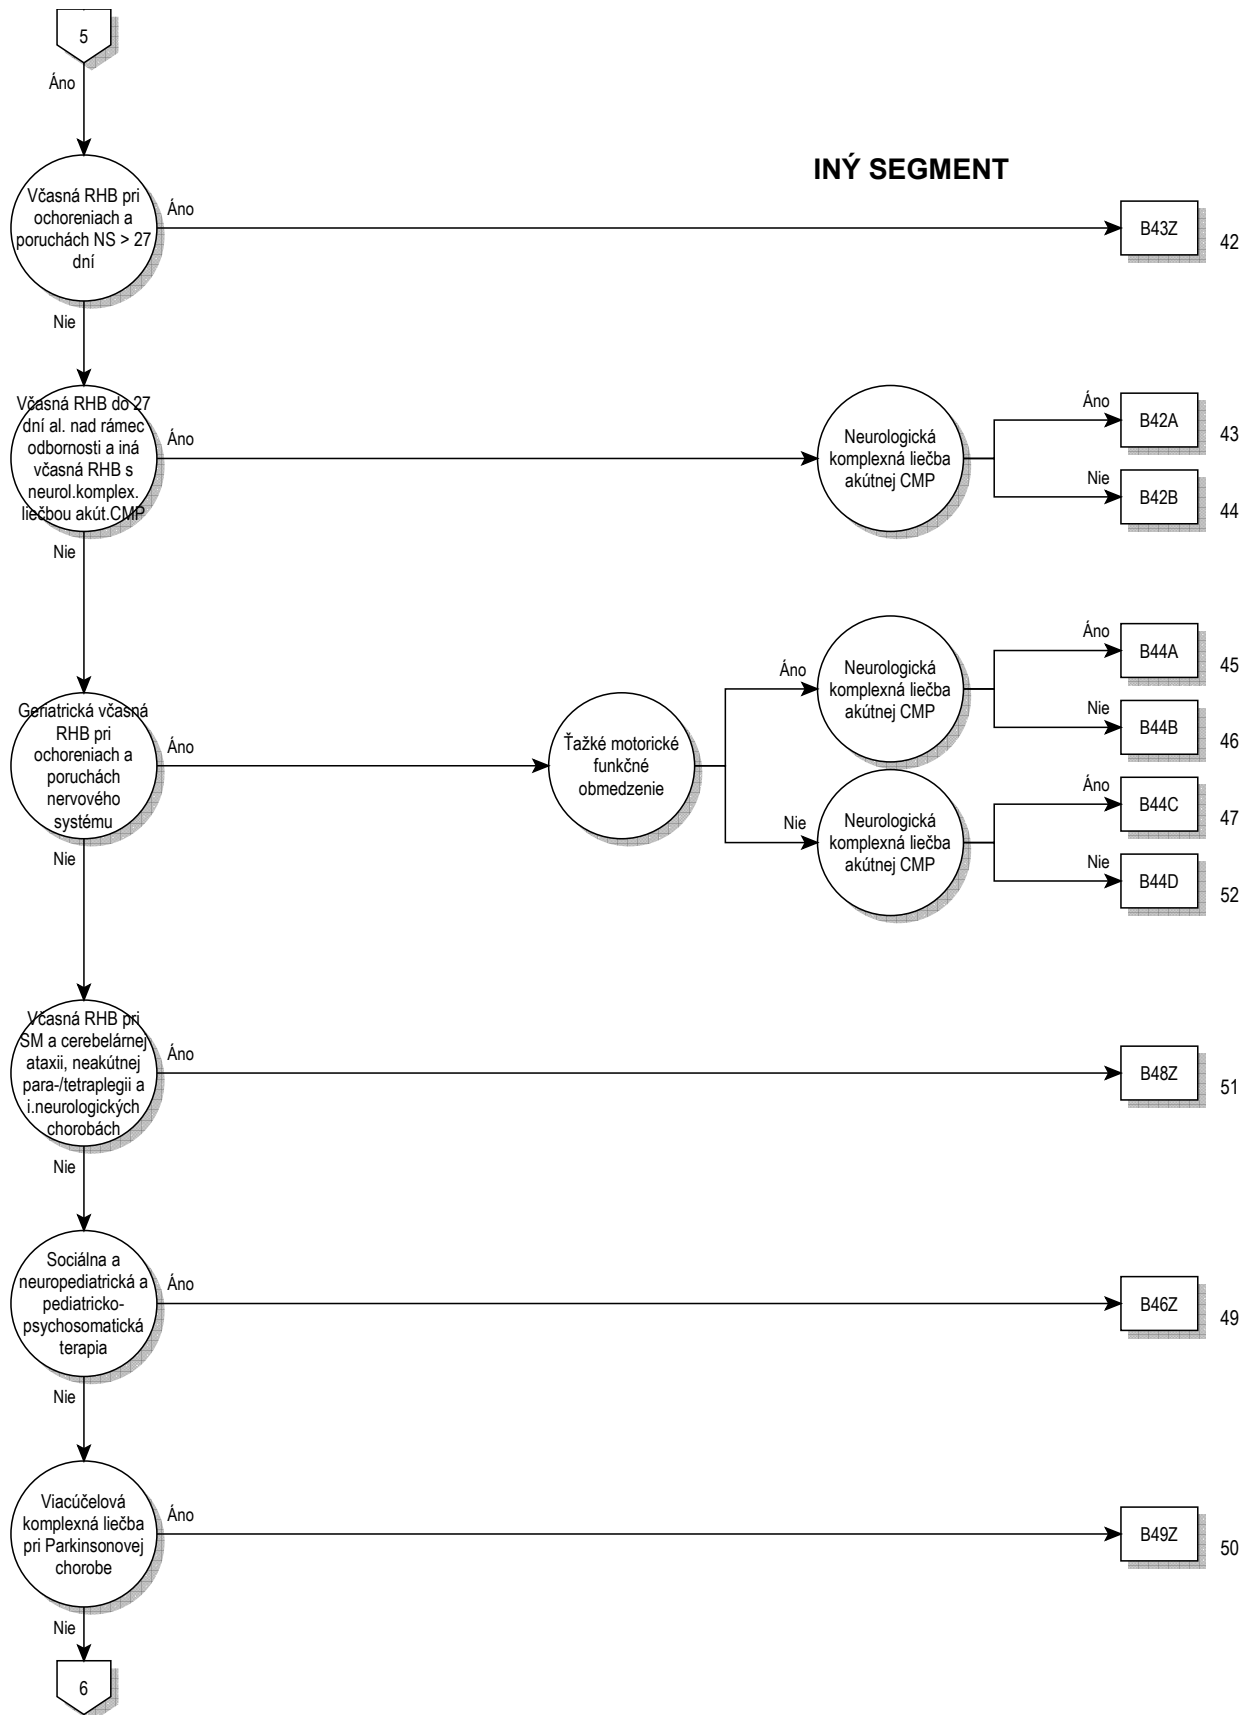 5
Áno
INÝ SEGMENT
Včasná RHB pri
ochoreniach a
poruchách NS > 27
dní
Áno
B43Z
42
Nie
Včasná RHB do 27
dní al. nad rámec
odbornosti a iná
včasná RHB s
neurol.komplex.
liečbou akút.CMP
Áno
Neurologická
komplexná liečba
akútnej CMP
Áno
B42A
43
Nie
B42B
44
Nie
Geriatrická včasná
RHB pri
ochoreniach a
poruchách
nervového
systému
Áno
Ťažké motorické
funkčné
obmedzenie
Áno
Neurologická
komplexná liečba
akútnej CMP
Áno
B44A
45
Nie
B44B
46
Nie
Neurologická
komplexná liečba
akútnej CMP
Áno
B44C
47
Nie
B44D
52
Nie
Včasná RHB pri
SM a cerebelárnej
ataxii, neakútnej
para-/tetraplegii a
i.neurologických
chorobách
Áno
B48Z
51
Nie
Sociálna a
neuropediatrická a
pediatricko-
psychosomatická
terapia
Áno
B46Z
49
Nie
Viacúčelová
komplexná liečba
pri Parkinsonovej
chorobe
Áno
B49Z
50
Nie
6